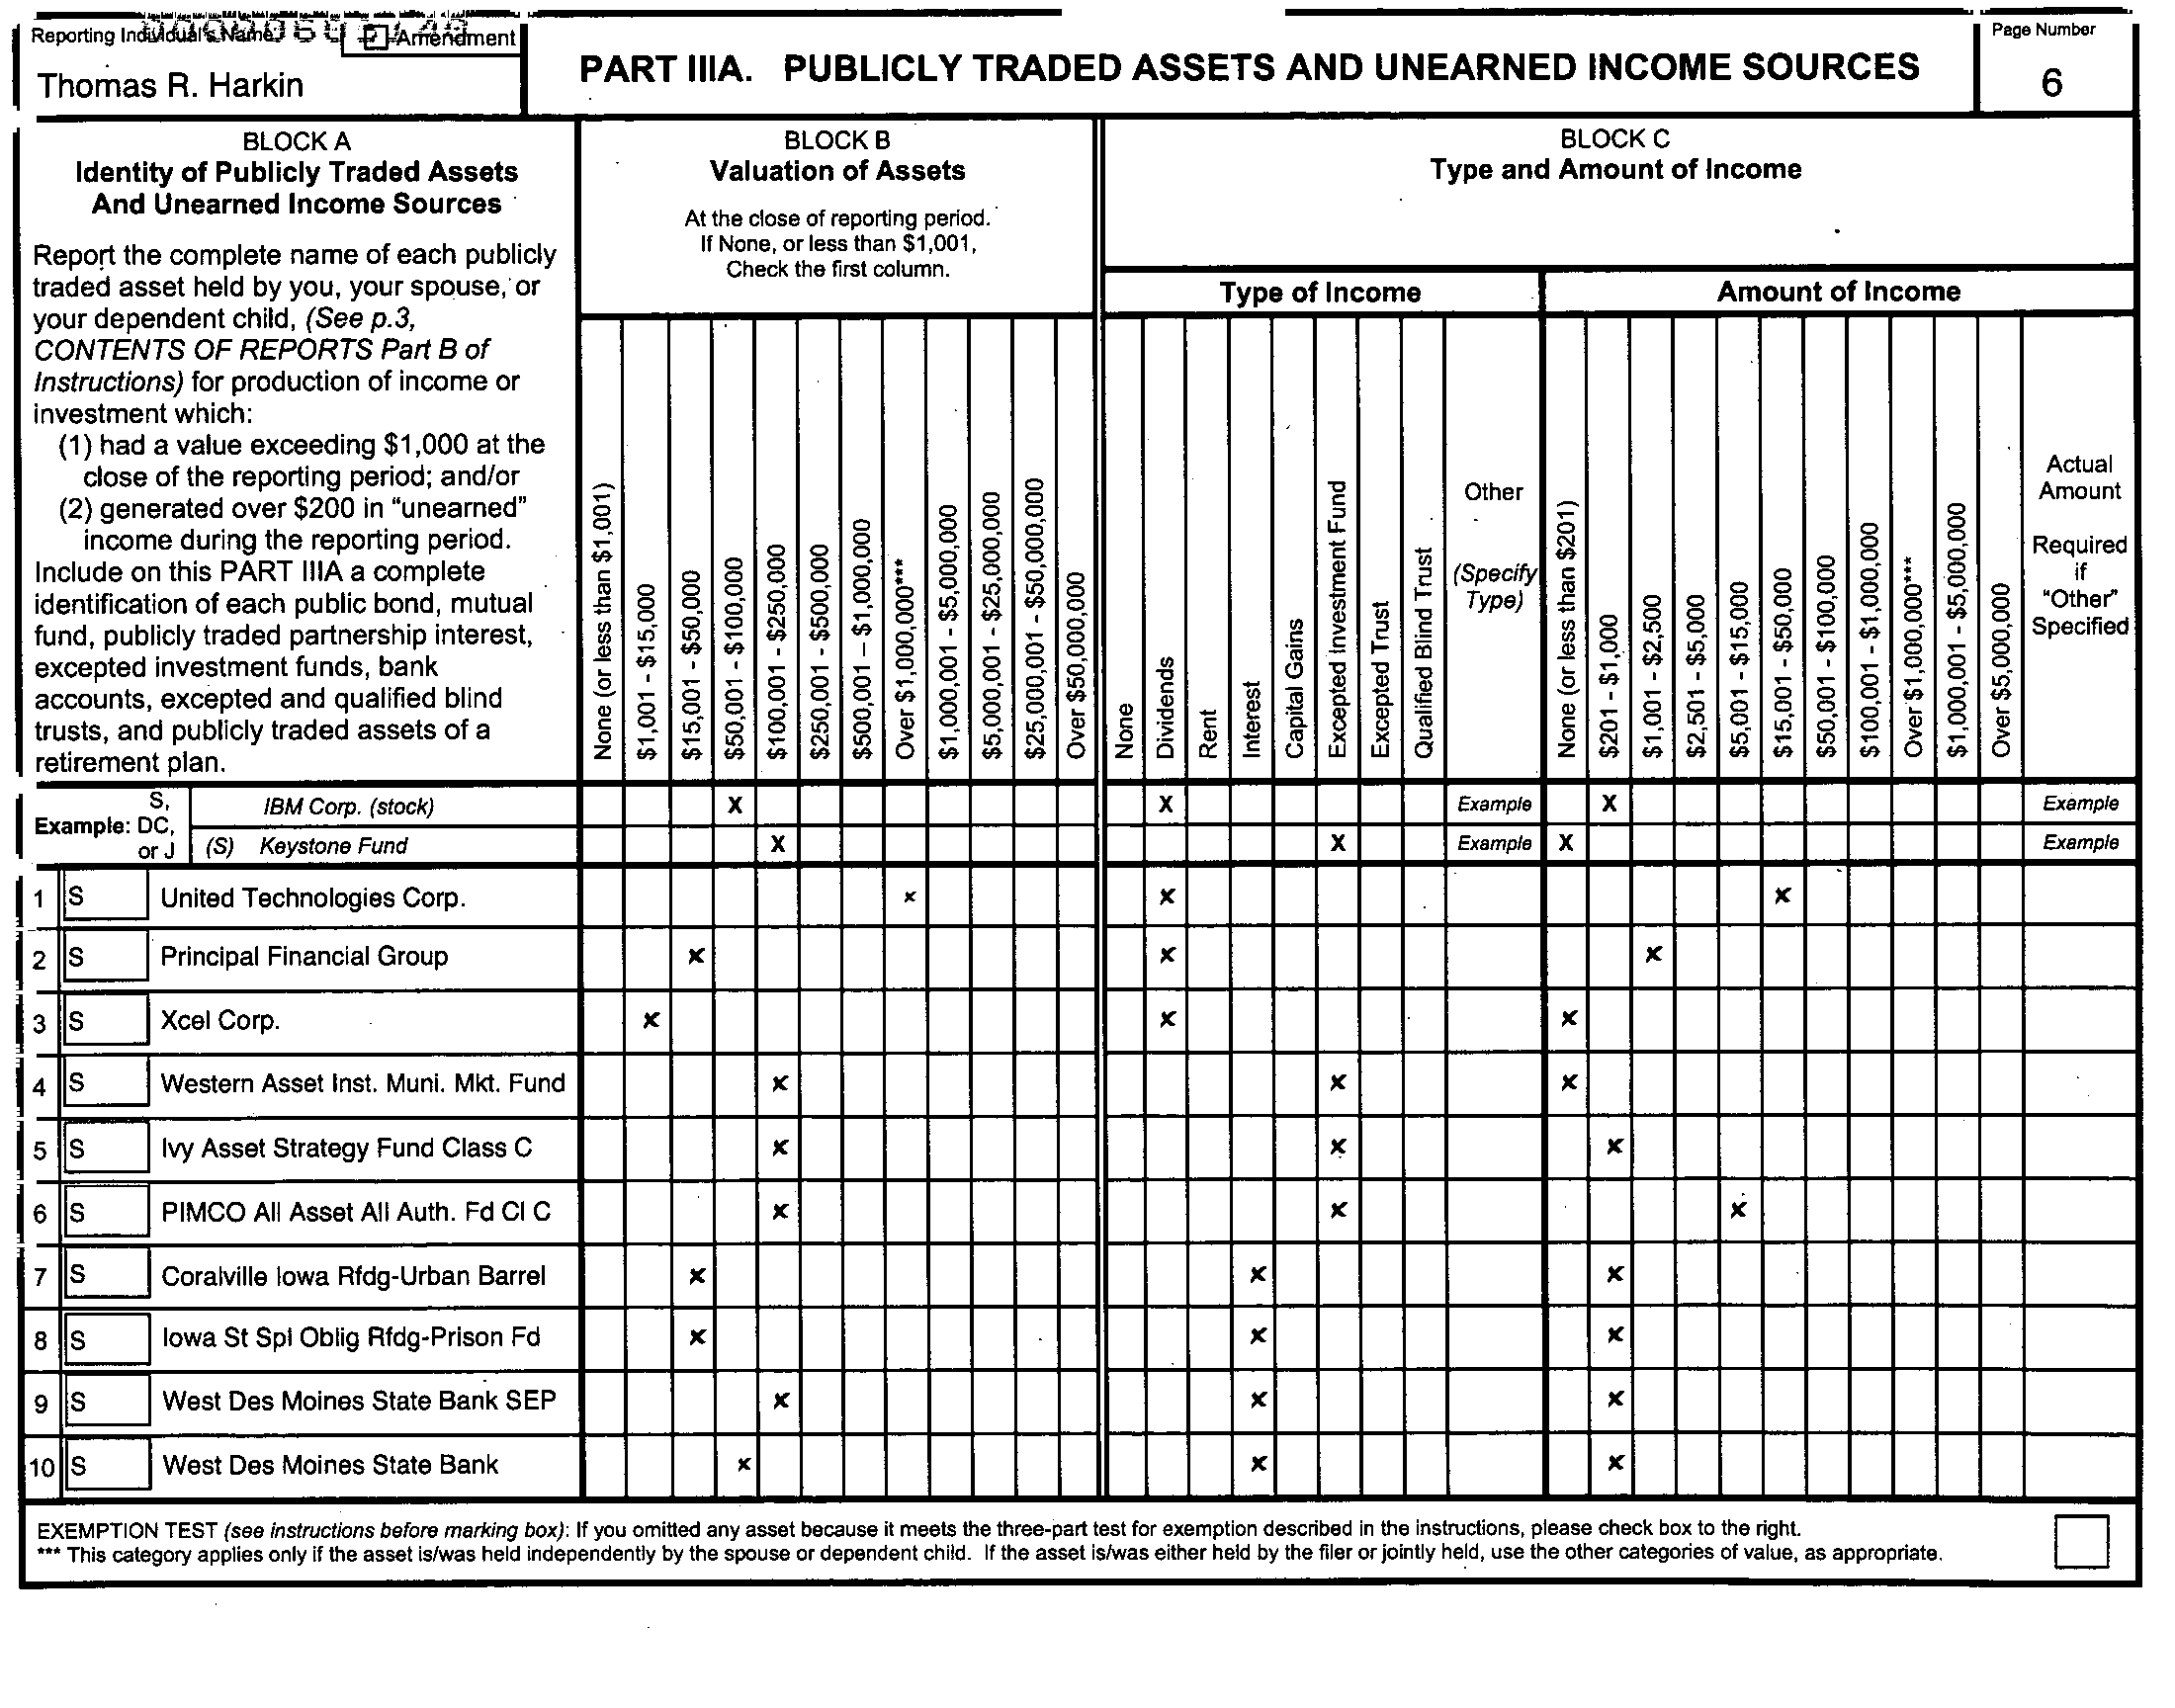 Reporting Individual's Name
Amendment
Thomas R. Harkin
PART IIIA. PUBLICLY TRADED ASSETS AND UNEARNED INCOME SOURCES
Page Number
6
BLOCK A
Identity of Publicly Traded Assets
And Unearned Income Sources
Report the complete name of each publicly
traded asset held by you, your spouse, or
your dependent child, (See p.3,
CONTENTS OF REPORTS Part B of
Instructions) for production of income or
investment which:
(1) had a value exceeding $1,000 at the
close of the reporting period; and/or
(2) generated over $200 in "unearned"
income during the reporting period.
Include on this PART IIIA a complete
identification of each public bond, mutual
fund, publicly traded partnership interest,
excepted investment funds, bank
accounts, excepted and qualified blind
trusts, and publicly traded assets of a
retirement plan.
BLOCK B
Valuation of Assets
At the close of reporting period.
If None, or less than $1,001,
Check the first column.
None (or less than $1,001)
$1,001 - $15,000
$15,001 - $50,000
$50,001 - $100,000
$100,001 - $250,000
$250,001 - $500,000
$500,001 – $1,000,000
Over $1,000,000***
$1,000,001 - $5,000,000
$5,000,001 - $25,000,000
$25,000,001 - $50,000,000
Over $50,000,000
BLOCK C
Type and Amount of Income
Type of Income
None
Dividends
Rent
Interest
Capital Gains
Excepted Investment Fund
Excepted Trust
Qualified Blind Trust
Other
(Specify
Type)
Amount of Income
None (or less than $201)
$201 - $1,000
$1,001 - $2,500
$2,501 - $5,000
$5,001 - $15,000
$15,001 - $50,000
$50,001 - $100,000
$100,001 - $1,000,000
Over $1,000,000***
$1,000,001 - $5,000,000
Over $5,000,000
Actual
Amount
Required
if
"Other"
Specified
Example: S, DC, or J
IBM Corp. (stock) X X Example X Example
(S) Keystone Fund X X Example X Example
1 S United Technologies Corp. x x x
2 S Principal Financial Group x x x
3 S Xcel Corp. x x x
4 S Western Asset Inst. Muni. Mkt. Fund x x x
5 S Ivy Asset Strategy Fund Class C x x x
6 S PIMCO All Asset All Auth. Fd Cl C x x x
7 S Coralville Iowa Rfdg-Urban Barrel x x x
8 S Iowa St Spl Oblig Rfdg-Prison Fd x x x
9 S West Des Moines State Bank SEP x x x
10 S West Des Moines State Bank x x x
EXEMPTION TEST (see instructions before marking box): If you omitted any asset because it meets the three-part test for exemption described in the instructions, please check box to the right.
*** This category applies only if the asset is/was held independently by the spouse or dependent child. If the asset is/was either held by the filer or jointly held, use the other categories of value, as appropriate.